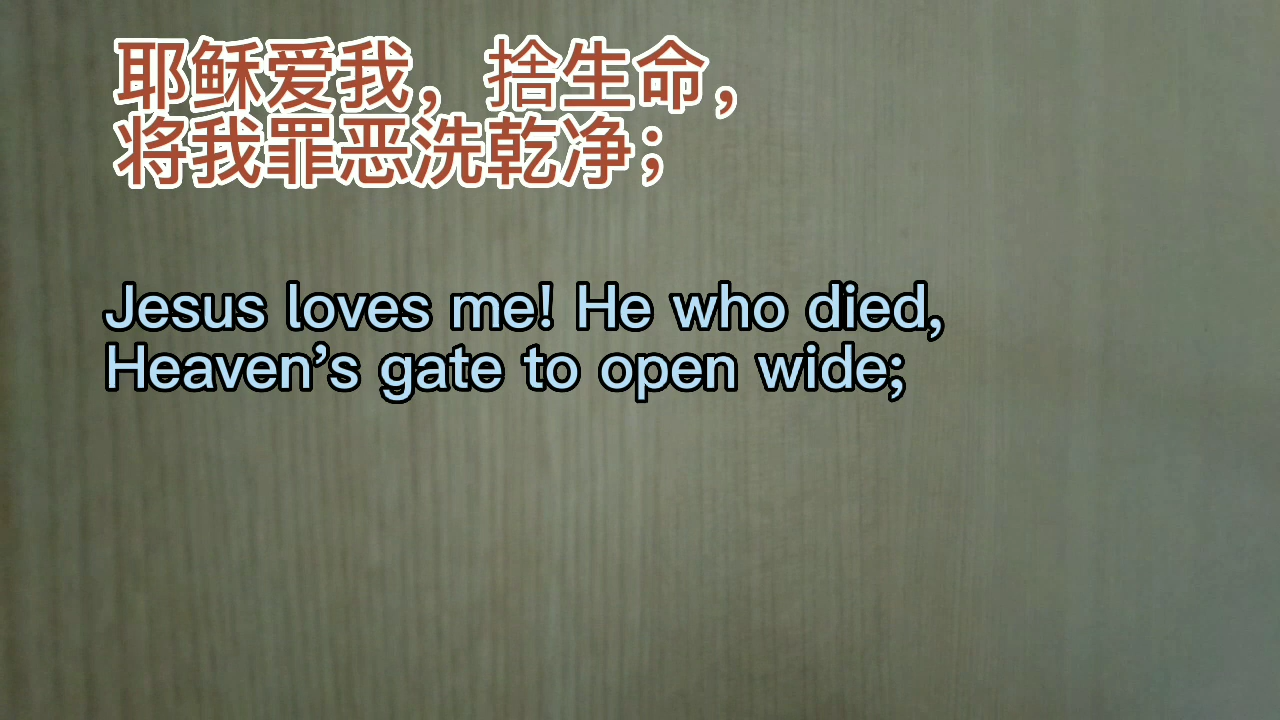 耶稣爱我，捨生命，
将我罪恶洗乾净；
Jesus loves me! He who died,
Heaven’s gate to open wide;